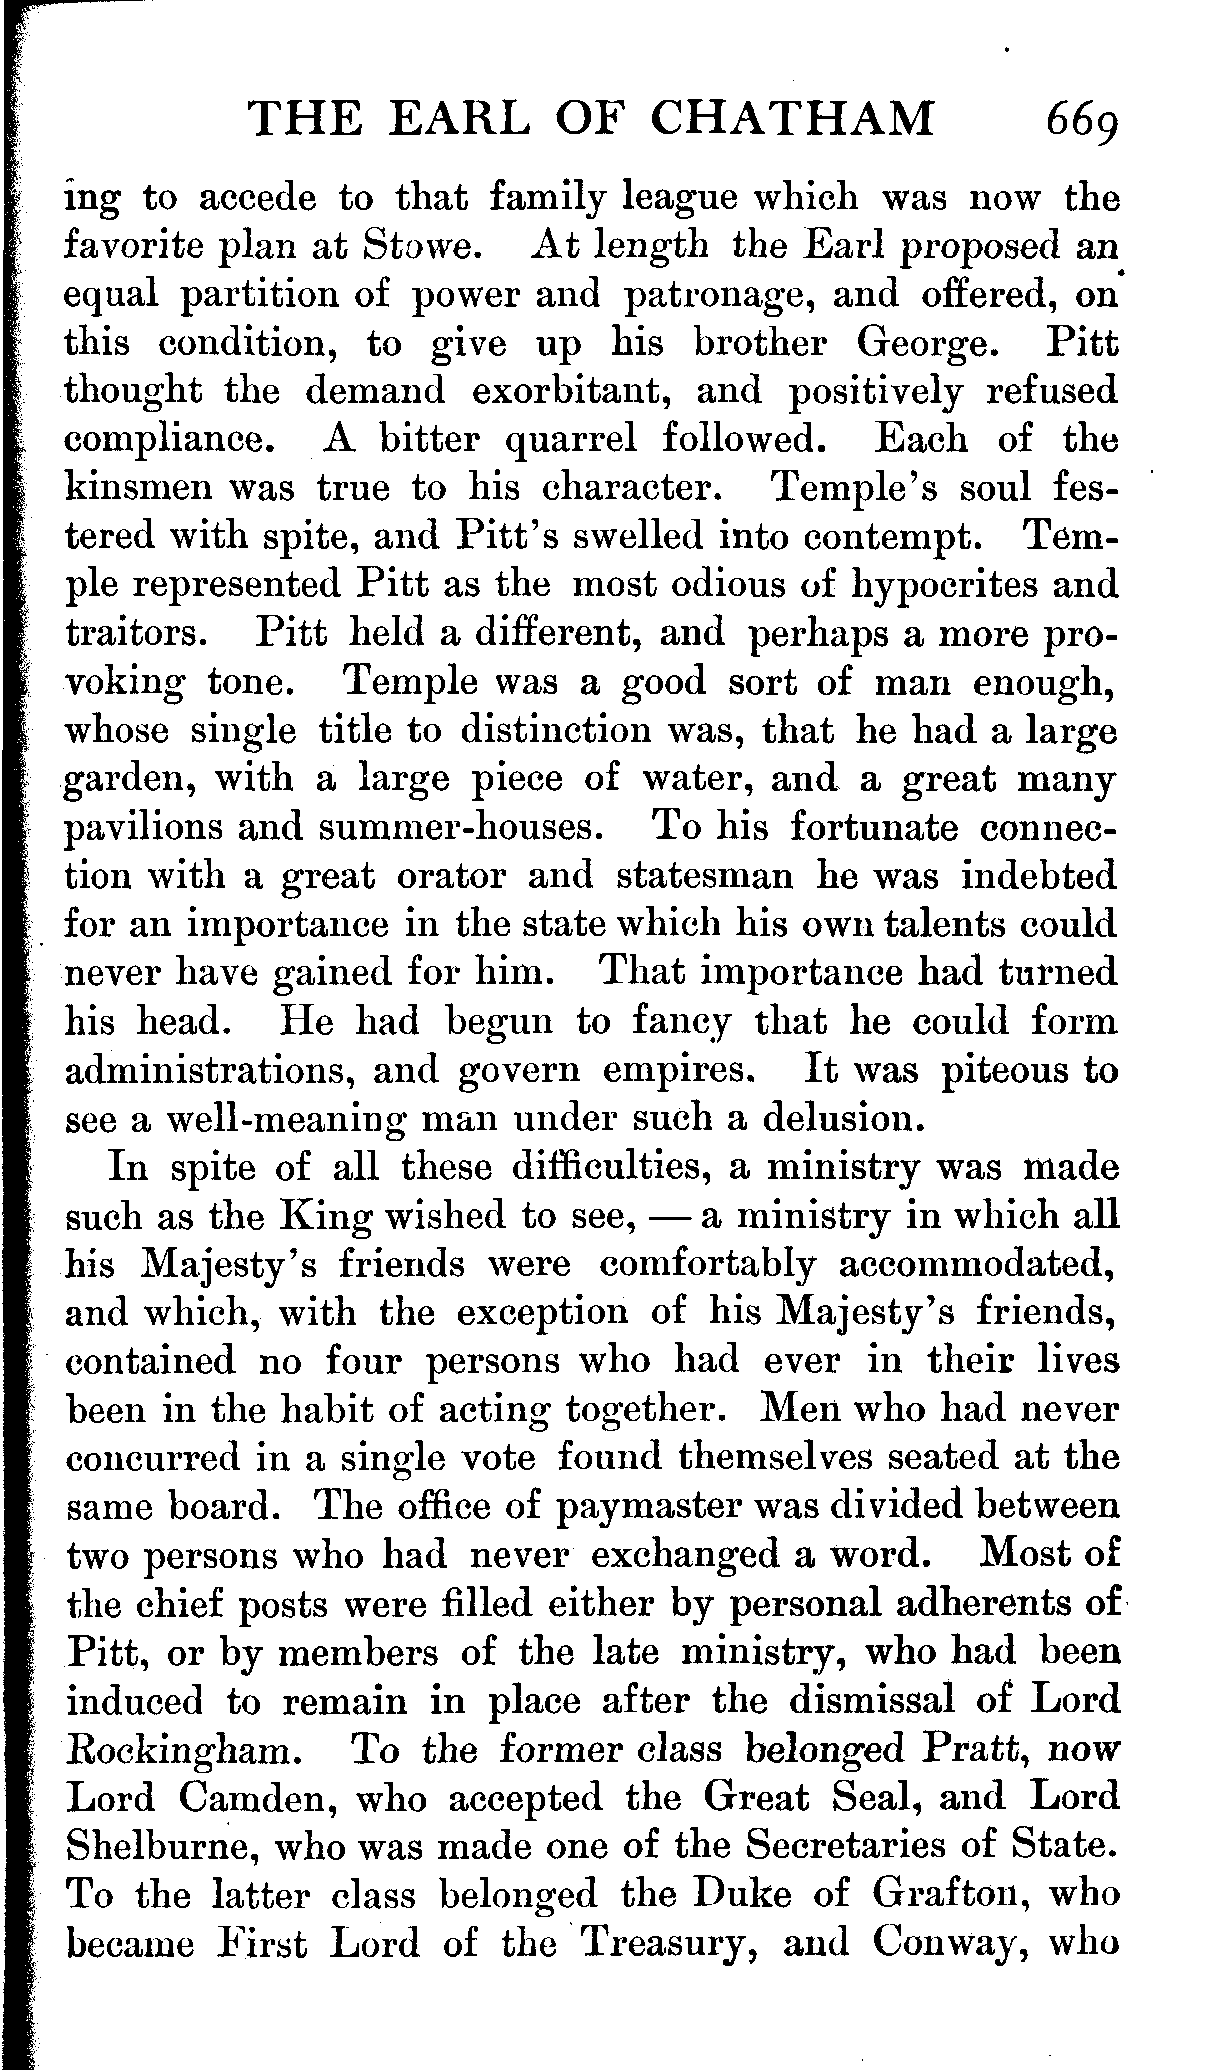 THE EARL OF CHATHAM 669
ing to accede to that family league which was now the
favorite plan at Stowe. At length the Earl proposed an
equal partition of power and patronage, and offered, on
this condition, to give up his brother George. Pitt
thought the demand exorbitant, and positively refused
compliance. A bitter quarrel followed. Each of the
kinsmen was true to his character. Temple's soul fes-
tered with spite, and Pitt's swelled into contempt. Tem-
ple represented Pitt as the most odious of hypocrites and
traitors. Pitt held a different, and perhaps a more pro-
voking tone. Temple was a good sort of man enough,
whose single title to distinction was, that he had a large
garden, with a large piece of water, and a great many
pavilions and summer-houses. To his fortunate connec-
tion with a great orator and statesman he was indebted
for an importance in the state which his own talents could
never have gained for him. That importance had turned
his head. He had begun to fancy that he could form
administrations, and govern empires. It was piteous to
see a well-meaning man under such a delusion.
In spite of all these difficulties, a ministry was made
such as the King wished to see, — a ministry in which all
his Majesty's friends were comfortably accommodated,
and which, with the exception of his Majesty's friends,
contained no four persons who had ever in their lives
been in the habit of acting together. Men who had never
concurred in a single vote found themselves seated at the
same board. The office of paymaster was divided between
two persons who had never exchanged a word. Most of
the chief posts were filled either by personal adherents of
Pitt, or by members of the late ministry, who had been
induced to remain in place after the dismissal of Lord
Rockingham. To the former class belonged Pratt, now
Lord Camden, who accepted the Great Seal, and Lord
Shelburne, who was made one of the Secretaries of State.
To the latter class belonged the Duke of Grafton, who
became First Lord of the Treasury, and Conway, who